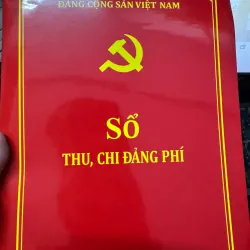 ĐẢNG CỘNG SẢN VIỆT NAM
SỔ
THU, CHI ĐẢNG PHÍ